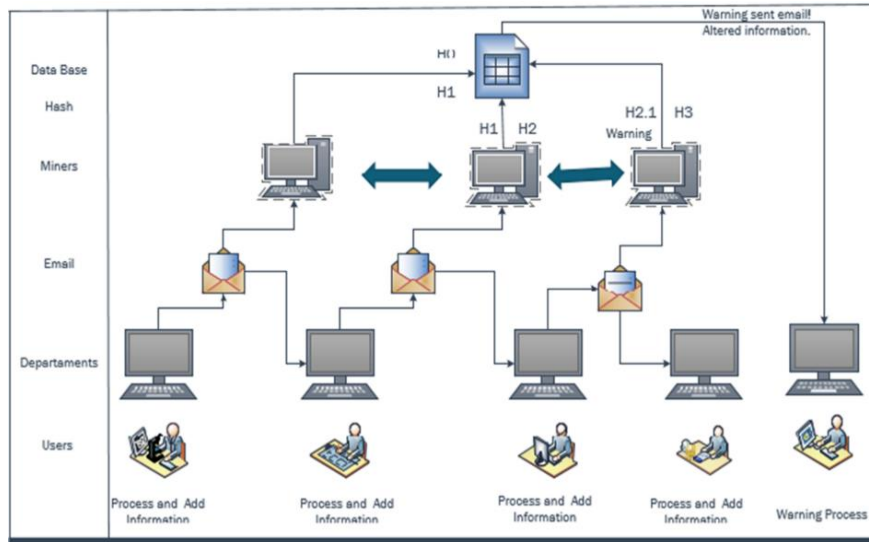 Warning sent email!
Altered information.
Data Base
H0
H1
Hash
H1 H2
H2.1 H3
Warning
Miners
Email
Departaments
Users
Process and Add
Information
Process and Add
Information
Process and Add
Information
Process and Add
Information
Warning Process